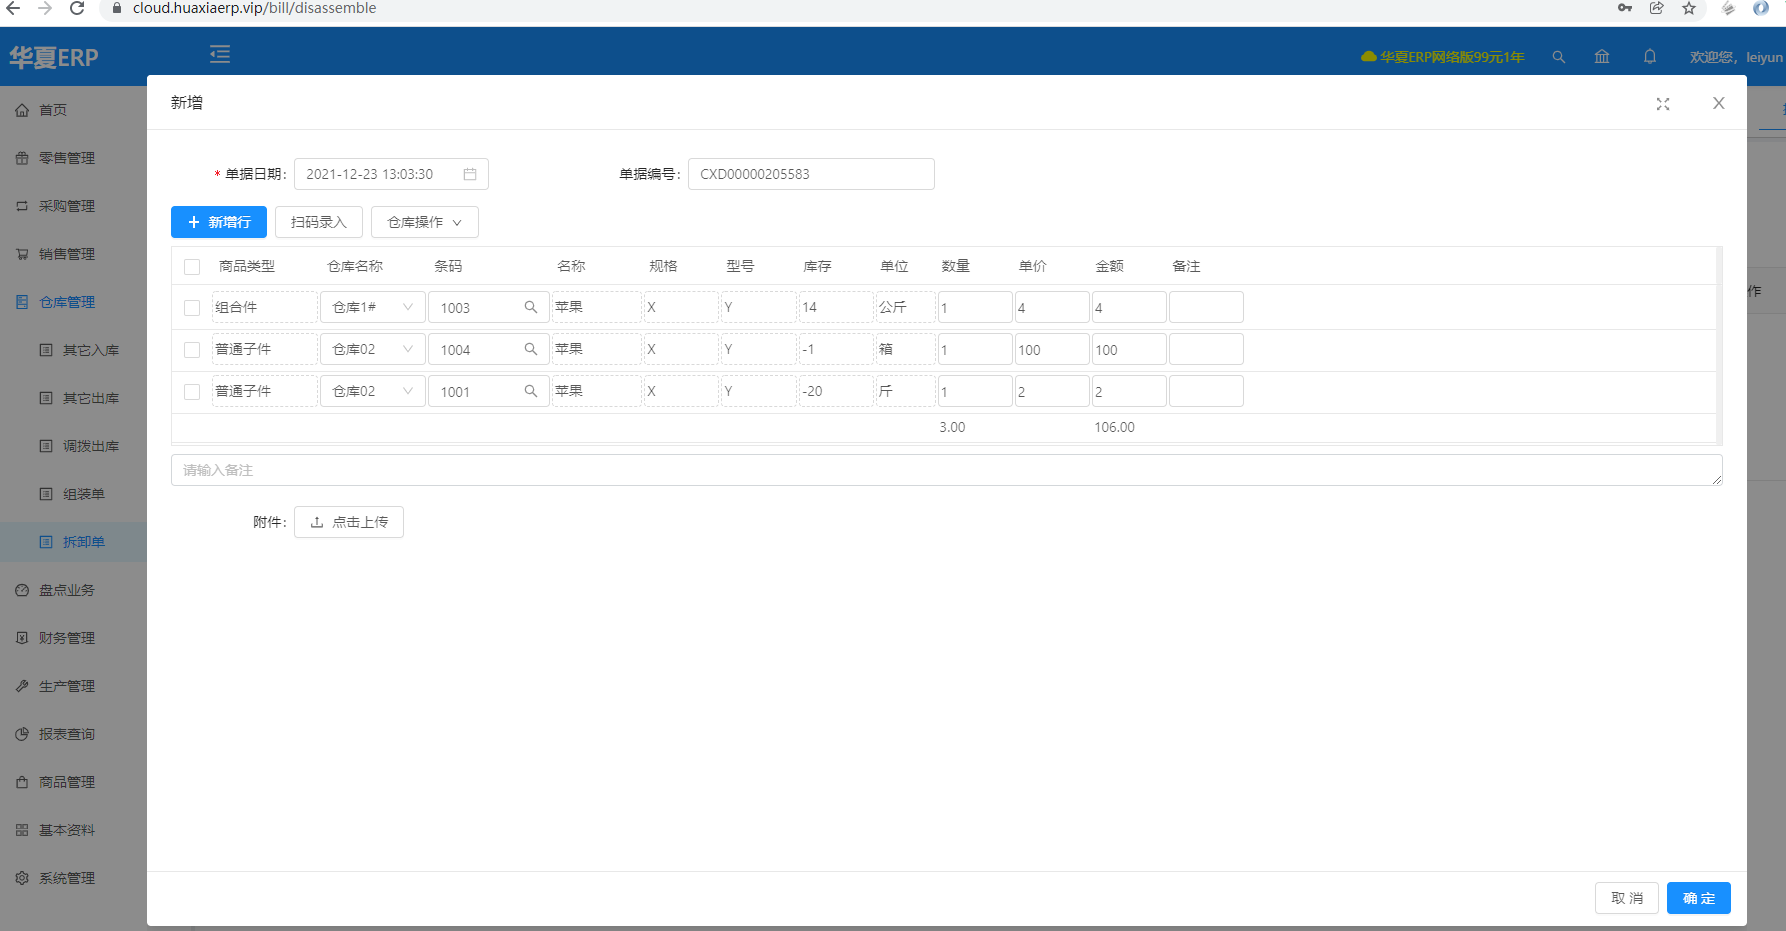 cloud.huaxiaerp.vip/bill/disassemble
华夏ERP
华夏ERP网络版99元1年
欢迎您，leiyun
首页
零售管理
采购管理
销售管理
仓库管理
其它入库
其它出库
调拨出库
组装单
拆卸单
盘点业务
财务管理
生产管理
报表查询
商品管理
基本资料
系统管理
新增
* 单据日期: 2021-12-23 13:03:30 单据编号: CXD00000205583
新增行 扫码录入 仓库操作
商品类型 仓库名称 条码 名称 规格 型号 库存 单位 数量 单价 金额 备注
组合件 仓库1# 1003 苹果 X Y 14 公斤 1 4 4
普通子件 仓库02 1004 苹果 X Y -1 箱 1 100 100
普通子件 仓库02 1001 苹果 X Y -20 斤 1 2 2
3.00 106.00
请输入备注
附件: 点击上传
作
取 消 确 定